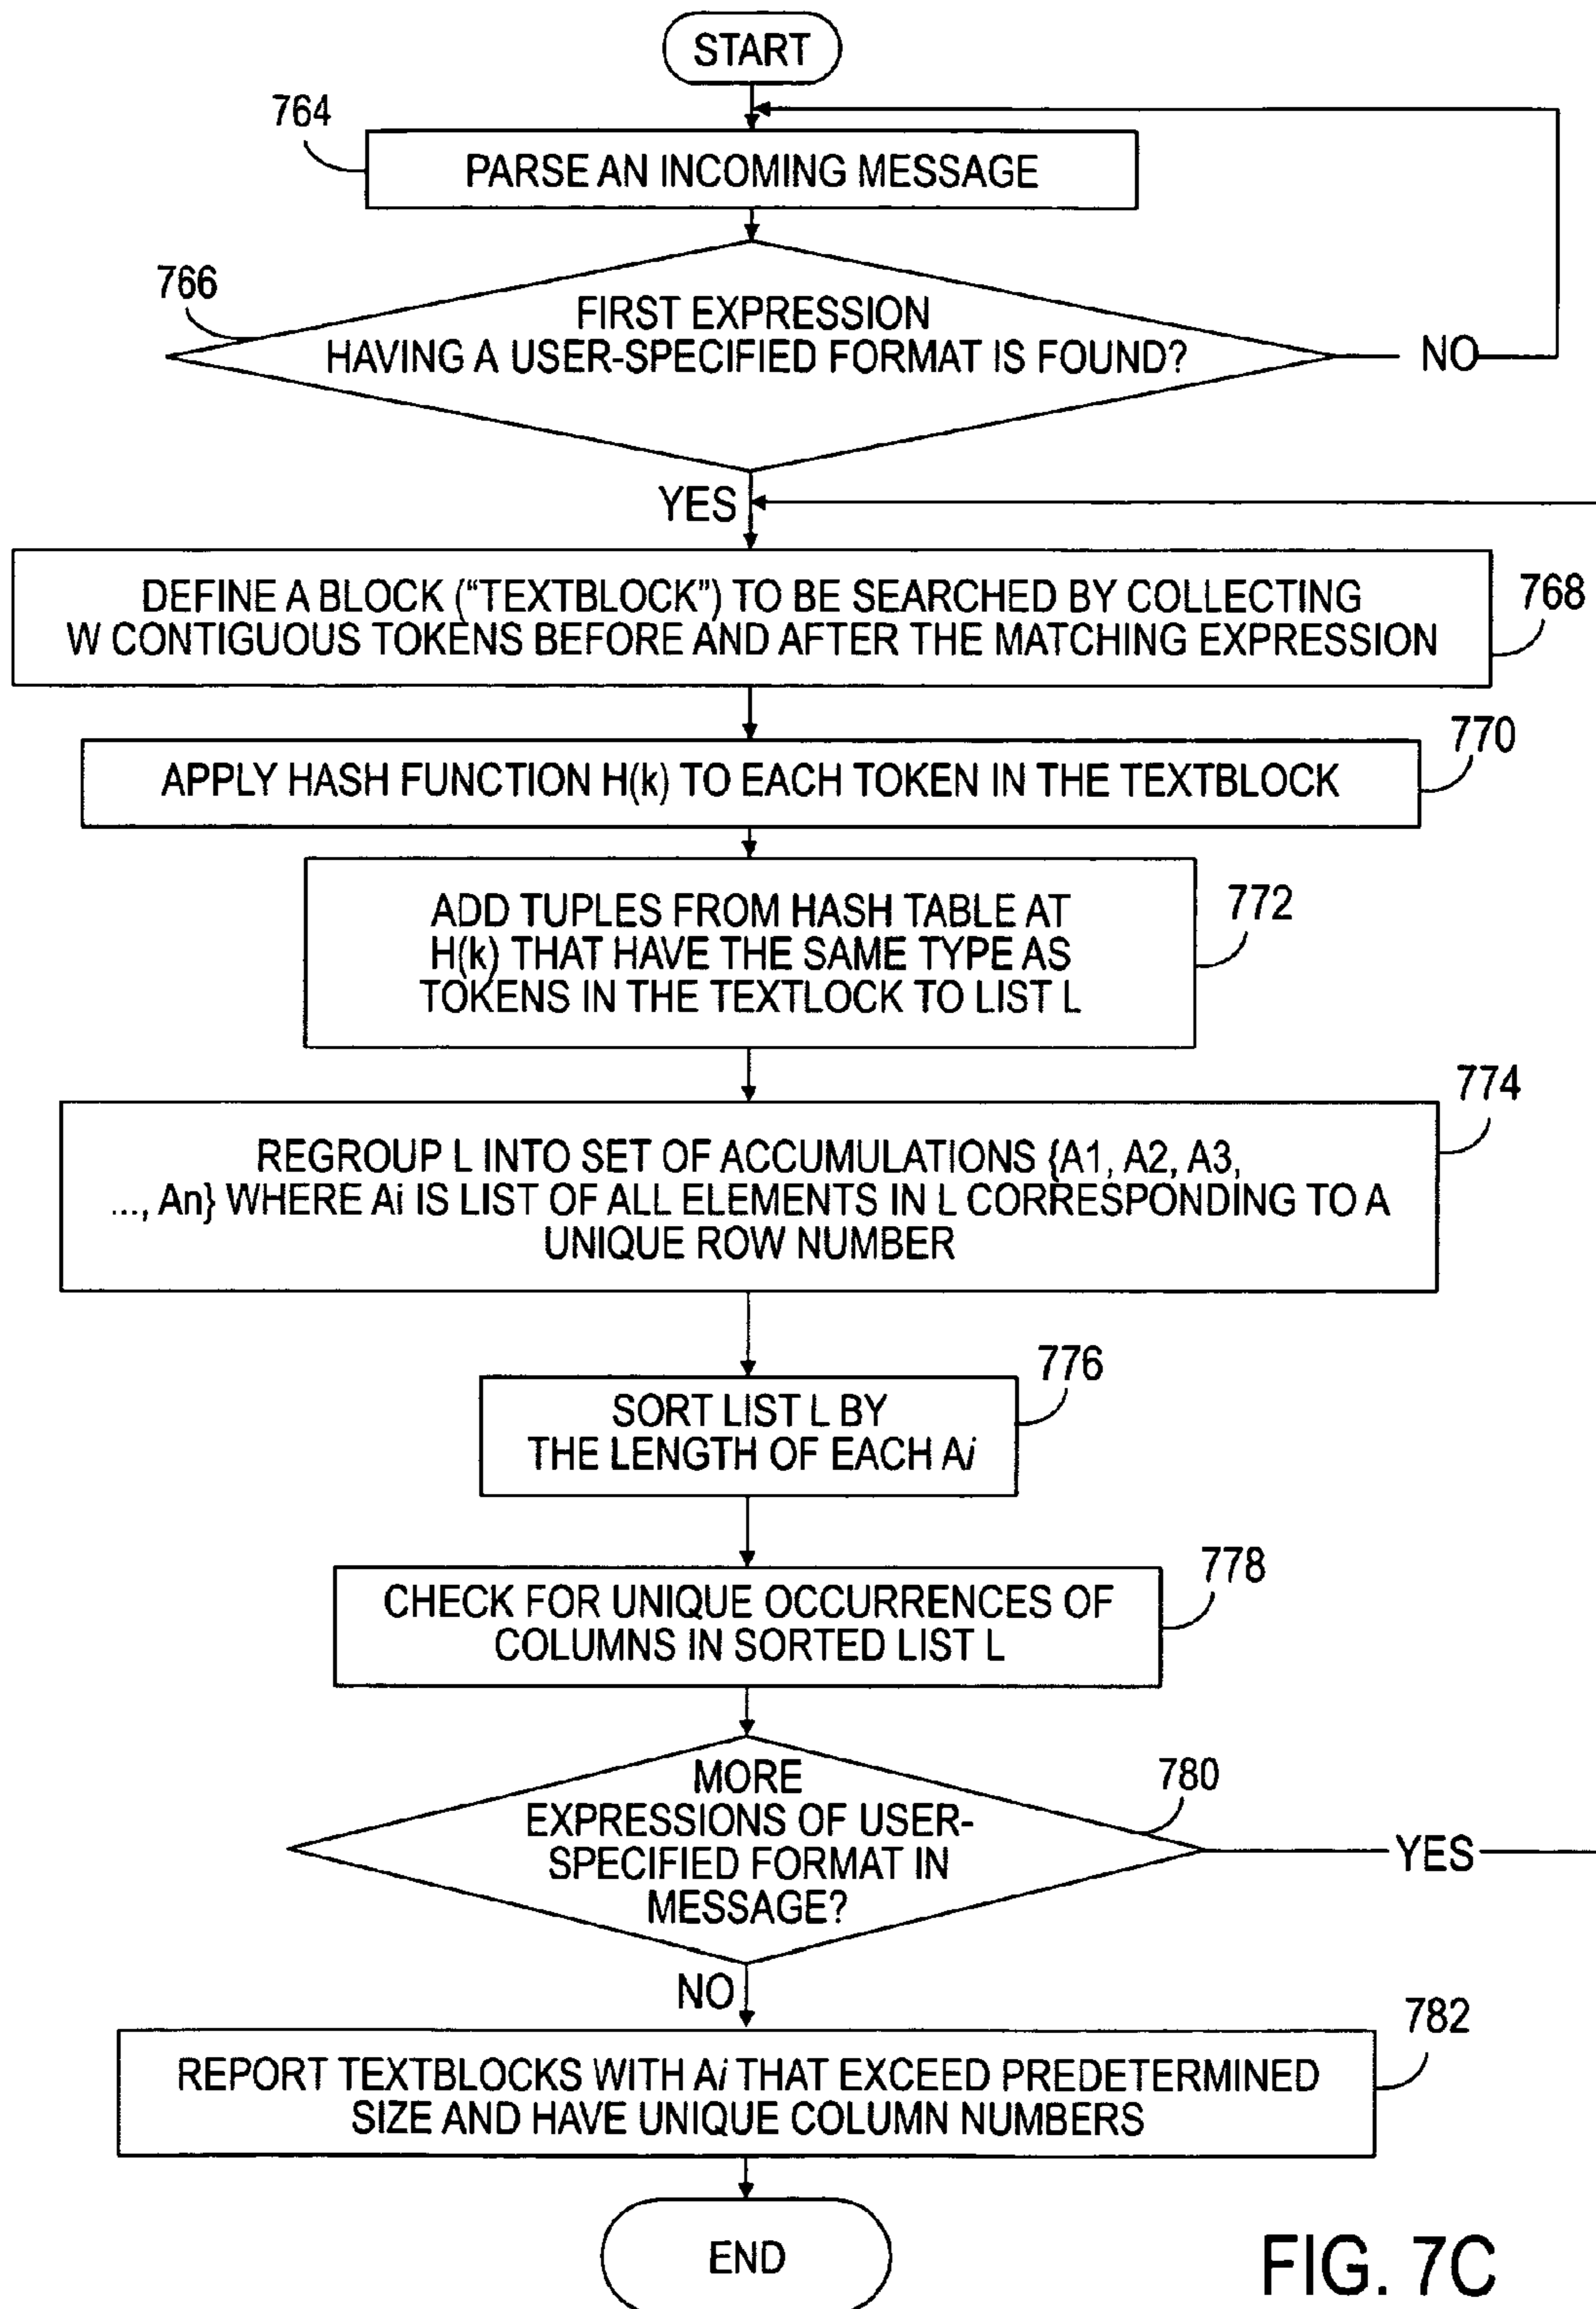 START
764
PARSE AN INCOMING MESSAGE
766
FIRST EXPRESSION
HAVING A USER-SPECIFIED FORMAT IS FOUND?
NO
YES
DEFINE A BLOCK (“TEXTBLOCK”) TO BE SEARCHED BY COLLECTING
W CONTIGUOUS TOKENS BEFORE AND AFTER THE MATCHING EXPRESSION
768
770
APPLY HASH FUNCTION H(k) TO EACH TOKEN IN THE TEXTBLOCK
ADD TUPLES FROM HASH TABLE AT
H(k) THAT HAVE THE SAME TYPE AS
TOKENS IN THE TEXTLOCK TO LIST L
772
774
REGROUP L INTO SET OF ACCUMULATIONS {A1, A2, A3,
..., An} WHERE Ai IS LIST OF ALL ELEMENTS IN L CORRESPONDING TO A
UNIQUE ROW NUMBER
776
SORT LIST L BY
THE LENGTH OF EACH Ai
778
CHECK FOR UNIQUE OCCURRENCES OF
COLUMNS IN SORTED LIST L
MORE
EXPRESSIONS OF USER-
SPECIFIED FORMAT IN
MESSAGE?
780
YES
NO
782
REPORT TEXTBLOCKS WITH Ai THAT EXCEED PREDETERMINED
SIZE AND HAVE UNIQUE COLUMN NUMBERS
END
FIG. 7C